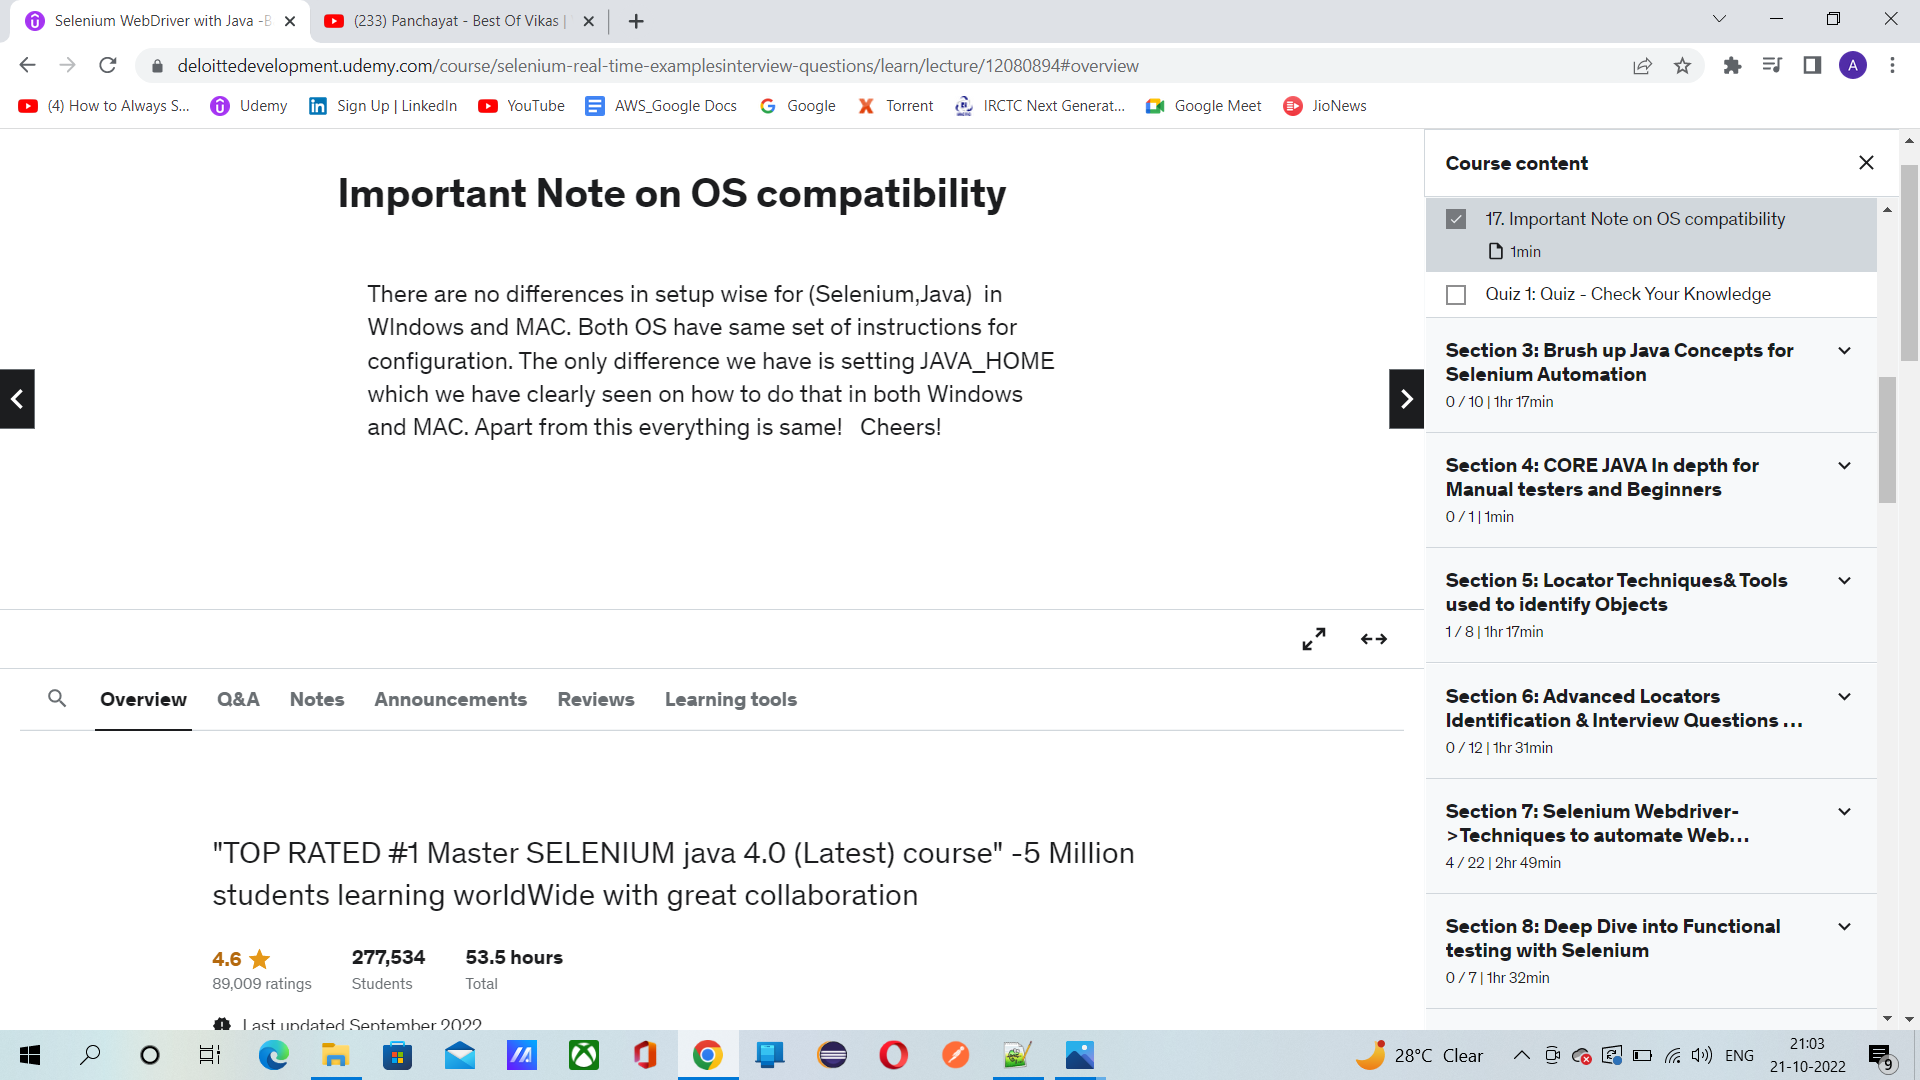 Selenium WebDriver with Java -B
(233) Panchayat - Best Of Vikas |
deloittedevelopment.udemy.com/course/selenium-real-time-examplesinterview-questions/learn/lecture/12080894#overview
A
(4) How to Always S...
Udemy
Sign Up | LinkedIn
YouTube
AWS_Google Docs
Google
Torrent
IRCTC Next Generat...
Google Meet
JioNews
Important Note on OS compatibility
There are no differences in setup wise for (Selenium,Java)  in
WIndows and MAC. Both OS have same set of instructions for
configuration. The only difference we have is setting JAVA_HOME
which we have clearly seen on how to do that in both Windows
and MAC. Apart from this everything is same!   Cheers!
Overview
Q&A
Notes
Announcements
Reviews
Learning tools
"TOP RATED #1 Master SELENIUM java 4.0 (Latest) course" -5 Million
students learning worldWide with great collaboration
4.6
277,534
53.5 hours
89,009 ratings
Students
Total
Last updated September 2022
Course content
17. Important Note on OS compatibility
1min
Quiz 1: Quiz - Check Your Knowledge
Section 3: Brush up Java Concepts for
Selenium Automation
0 / 10 | 1hr 17min
Section 4: CORE JAVA In depth for
Manual testers and Beginners
0 / 1 | 1min
Section 5: Locator Techniques& Tools
used to identify Objects
1 / 8 | 1hr 17min
Section 6: Advanced Locators
Identification & Interview Questions ...
0 / 12 | 1hr 31min
Section 7: Selenium Webdriver-
>Techniques to automate Web...
4 / 22 | 2hr 49min
Section 8: Deep Dive into Functional
testing with Selenium
0 / 7 | 1hr 32min
28°C Clear
ENG
21:03
21-10-2022
9